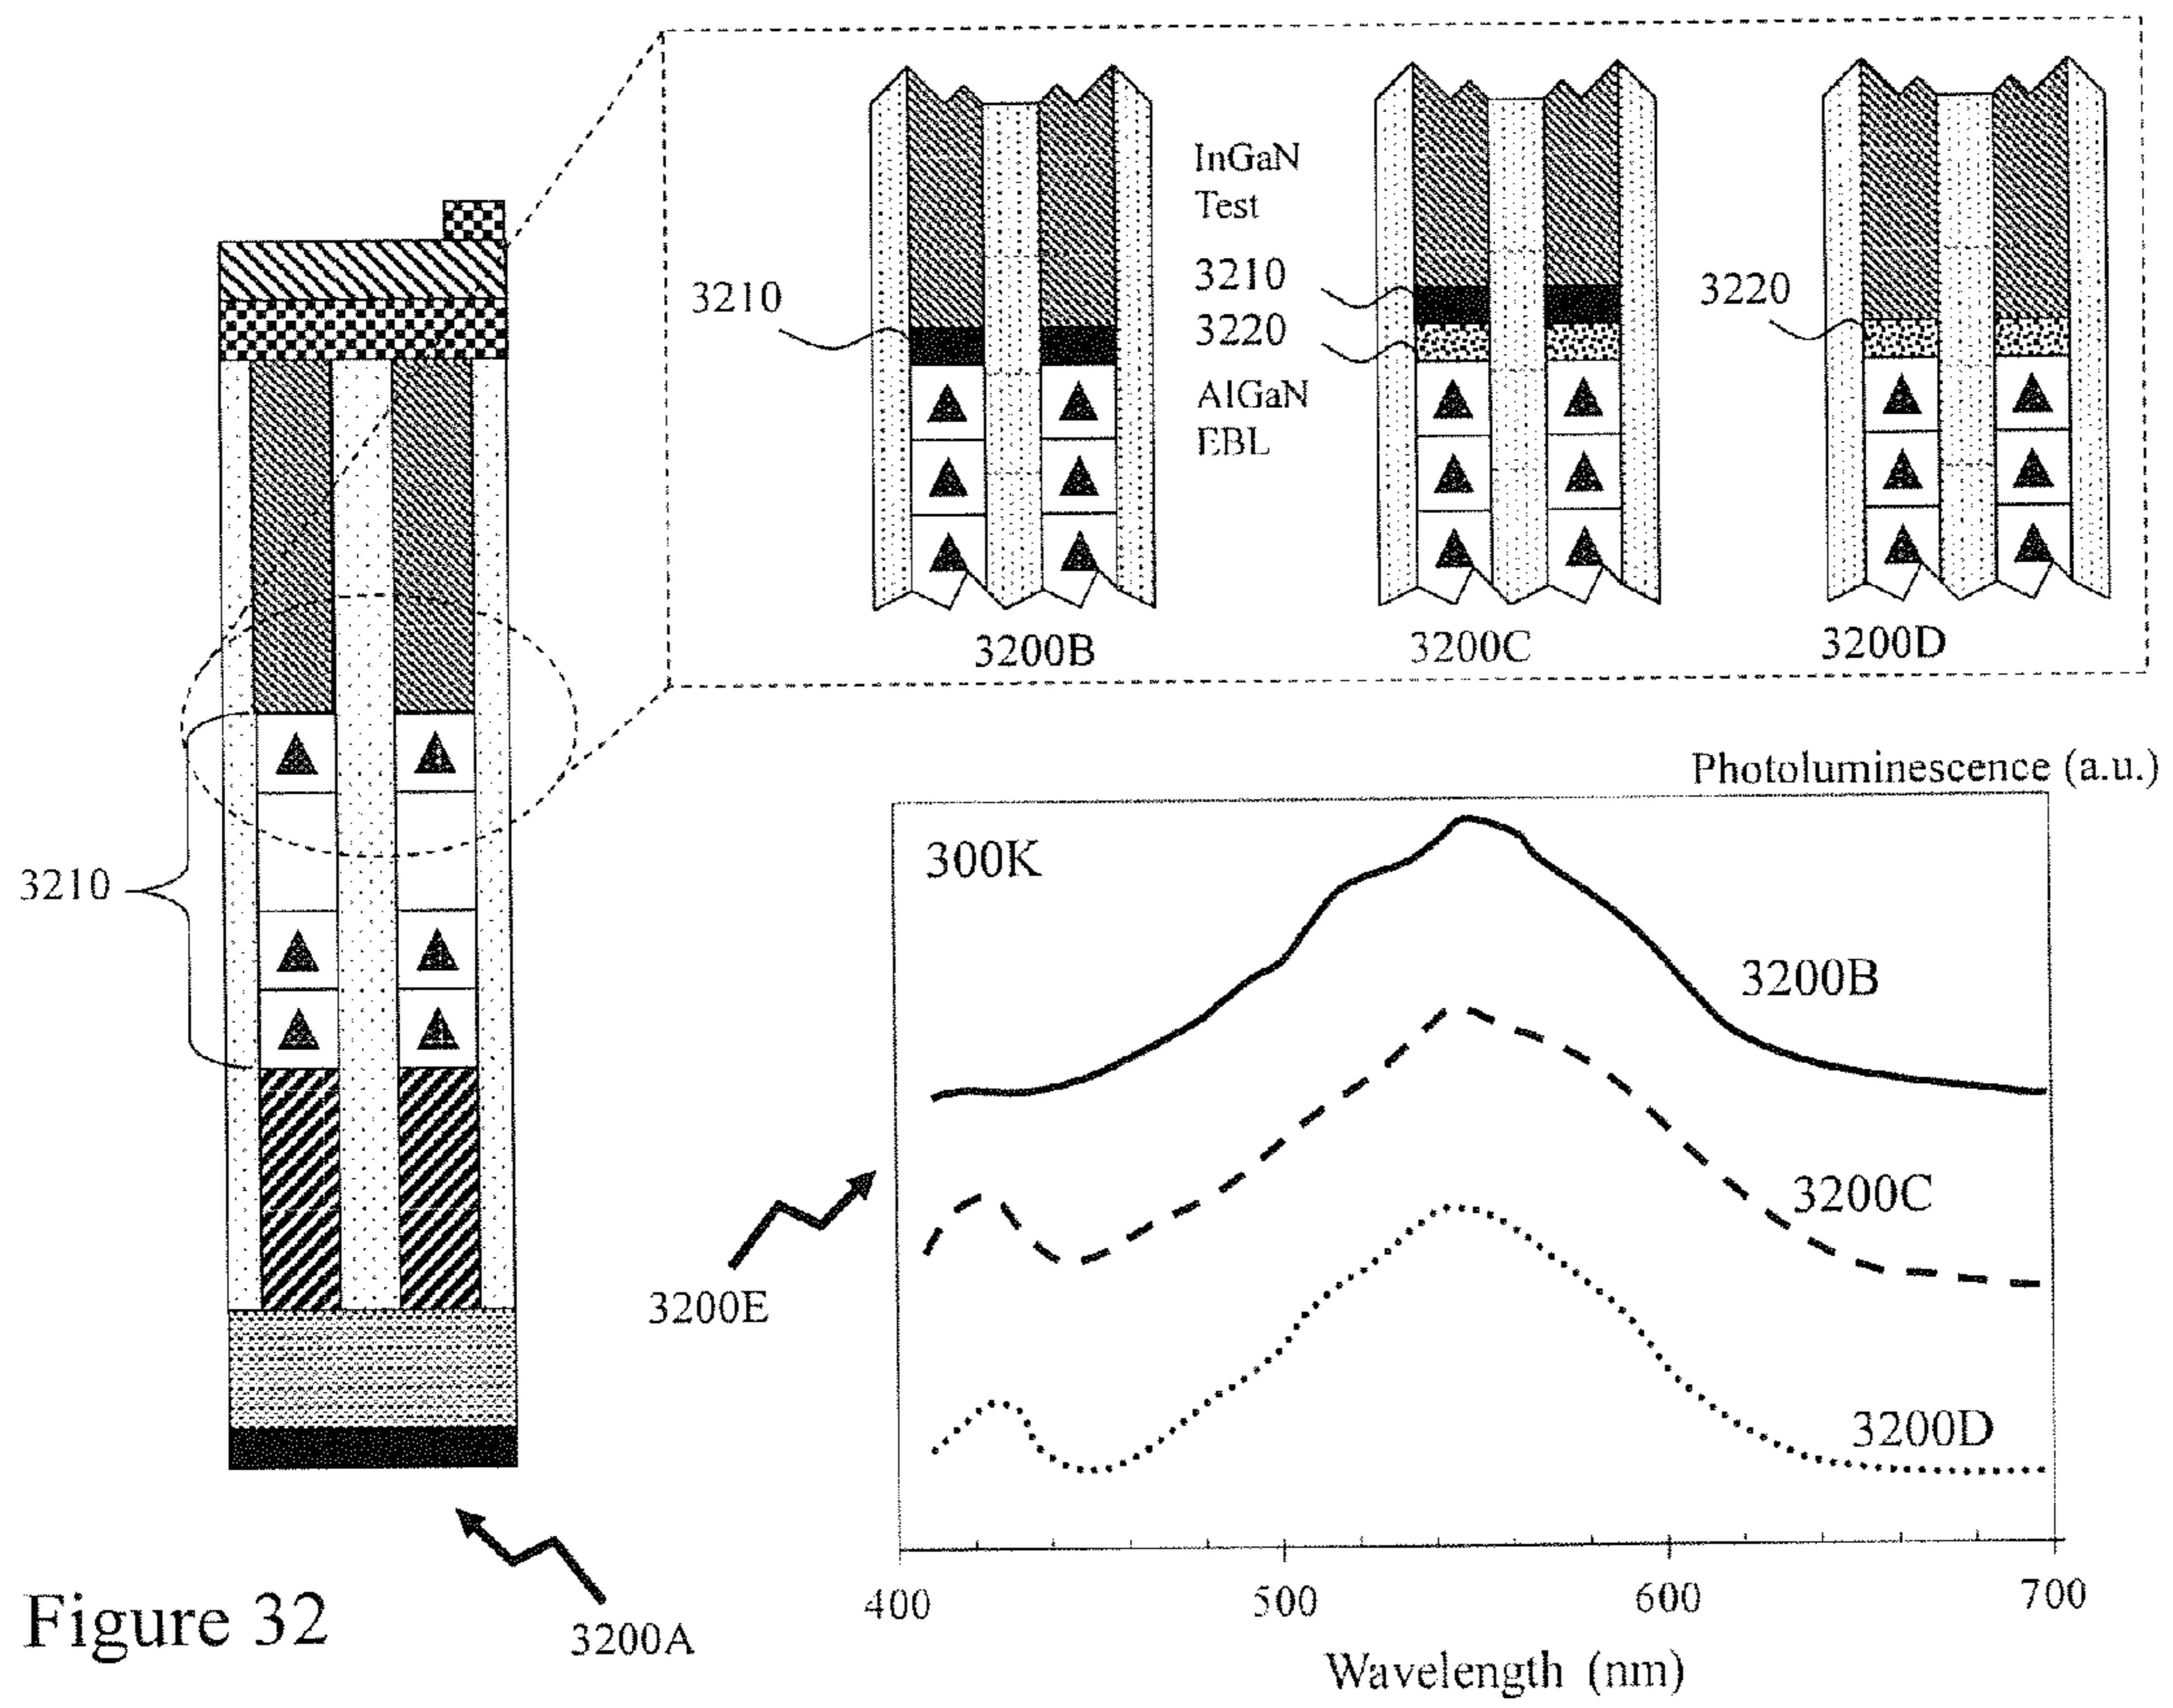 InGaN
Test
3210
3210
3220
3220
AlGaN
EBL
3200B
3200C
3200D
Photoluminescence (a.u.)
300K
3210
3200B
3200C
3200E
3200D
400
500
600
700
Figure 32
3200A
Wavelength (nm)